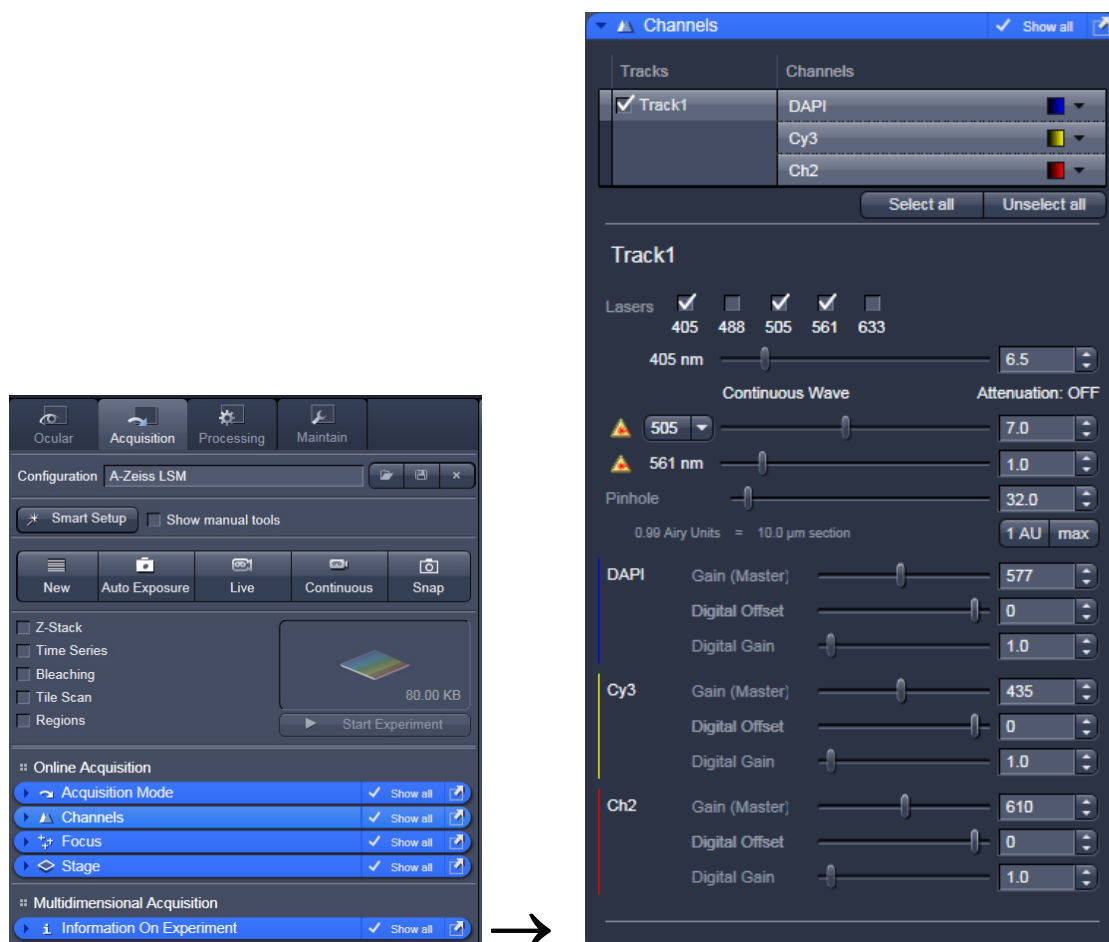 Ocular Acquisition Processing Maintain
Configuration A-Zeiss LSM
Smart Setup Show manual tools
New Auto Exposure Live Continuous Snap
Z-Stack
Time Series
Bleaching
Tile Scan
80.00 KB
Regions
Start Experiment
Online Acquisition
Acquisition Mode Show all
Channels Show all
Focus Show all
Stage Show all
Multidimensional Acquisition
Information On Experiment Show all
Channels Show all
Tracks Channels
Track1 DAPI
Cy3
Ch2
Select all Unselect all
Track1
Lasers
405 488 505 561 633
405 nm 6.5
Continuous Wave Attenuation: OFF
505 7.0
561 nm 1.0
Pinhole 32.0
0.99 Airy Units = 10.0 µm section 1 AU max
DAPI Gain (Master) 577
Digital Offset 0
Digital Gain 1.0
Cy3 Gain (Master) 435
Digital Offset 0
Digital Gain 1.0
Ch2 Gain (Master) 610
Digital Offset 0
Digital Gain 1.0